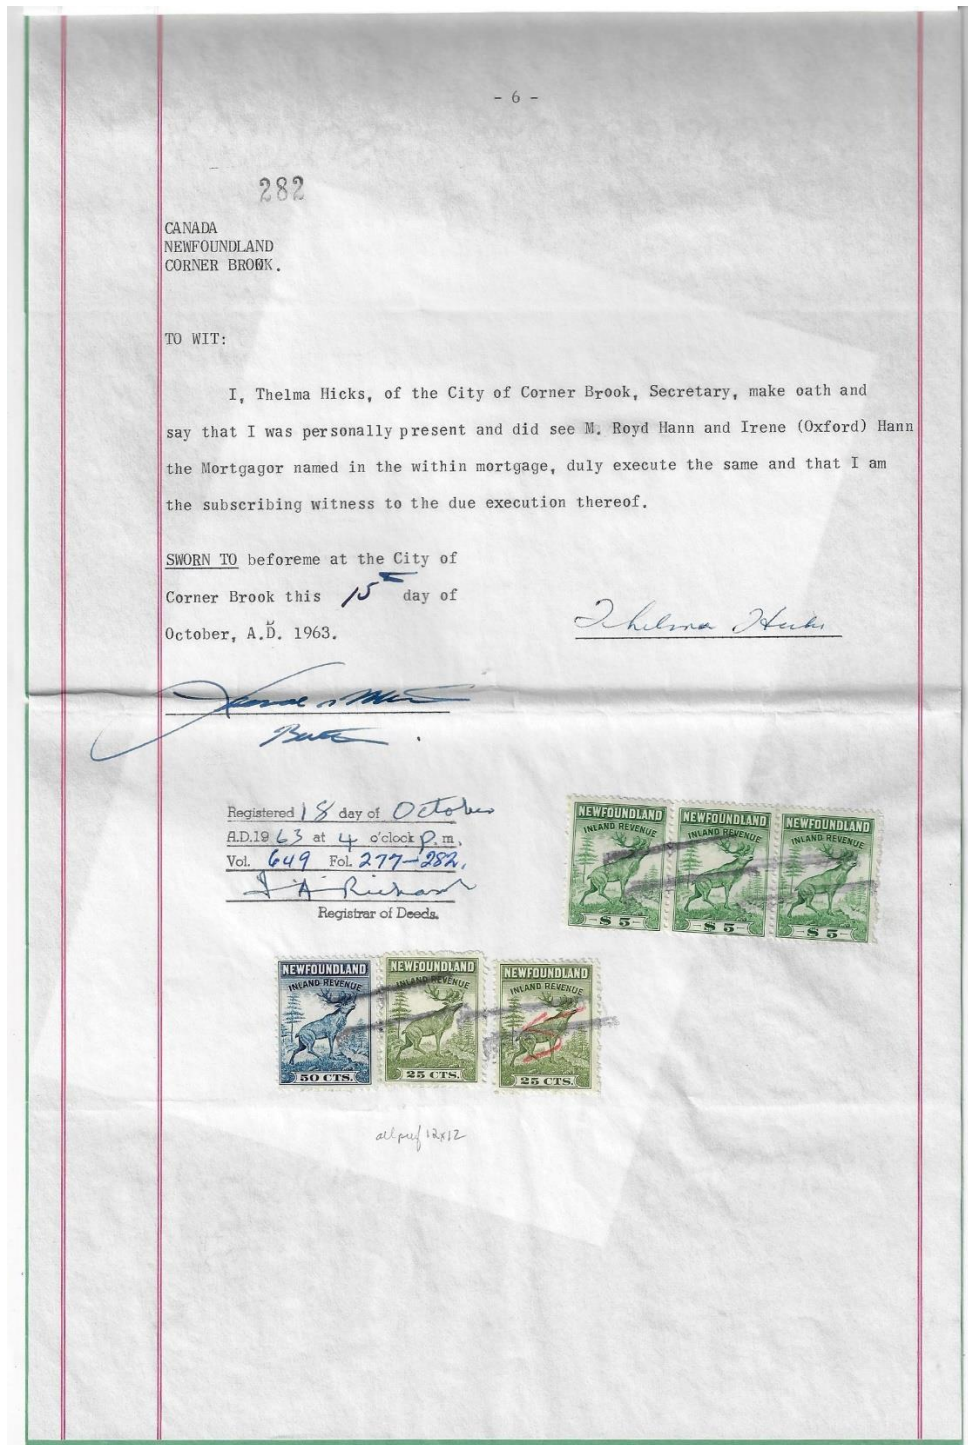 - 6 -
282
CANADA
NEWFOUNDLAND
CORNER BROOK.
TO WIT:
I, Thelma Hicks, of the City of Corner Brook, Secretary, make oath and
say that I was personally present and did see M. Royd Hann and Irene (Oxford) Hann
the Mortgagor named in the within mortgage, duly execute the same and that I am
the subscribing witness to the due execution thereof.
SWORN TO beforeme at the City of
Corner Brook this 15th day of
October, A.D. 1963.
Thelma Hicks
Registered 18 day of October
A.D.1963 at 4 o'clock p.m.
Vol. 649 Fol. 277-282.
Registrar of Deeds.
NEWFOUNDLAND NEWFOUNDLAND NEWFOUNDLAND
INLAND REVENUE INLAND REVENUE INLAND REVENUE
$5 $5 $5
NEWFOUNDLAND NEWFOUNDLAND NEWFOUNDLAND
INLAND REVENUE INLAND REVENUE INLAND REVENUE
50 CTS. 25 CTS. 25 CTS.
all perf 12x12